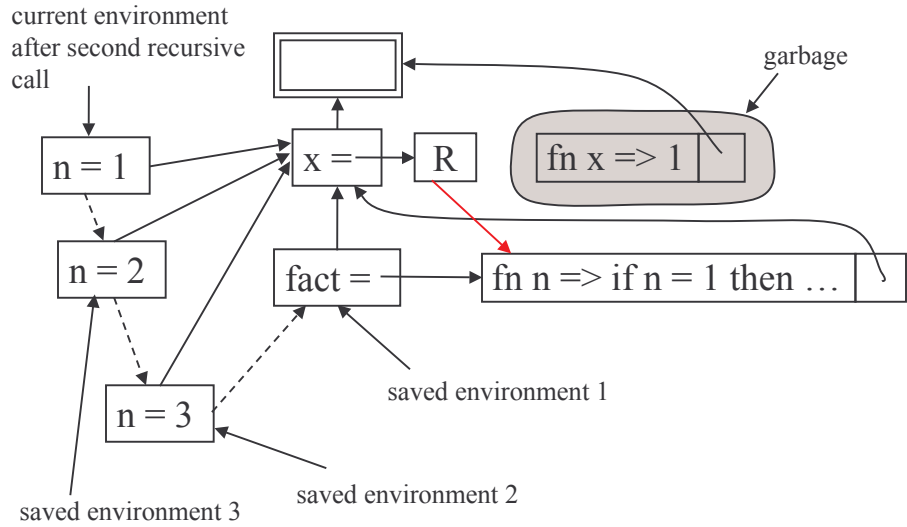 current environment
after second recursive
call
garbage
n = 1
x =
R
fn x => 1
n = 2
fact =
fn n => if n = 1 then …
saved environment 1
n = 3
saved environment 2
saved environment 3